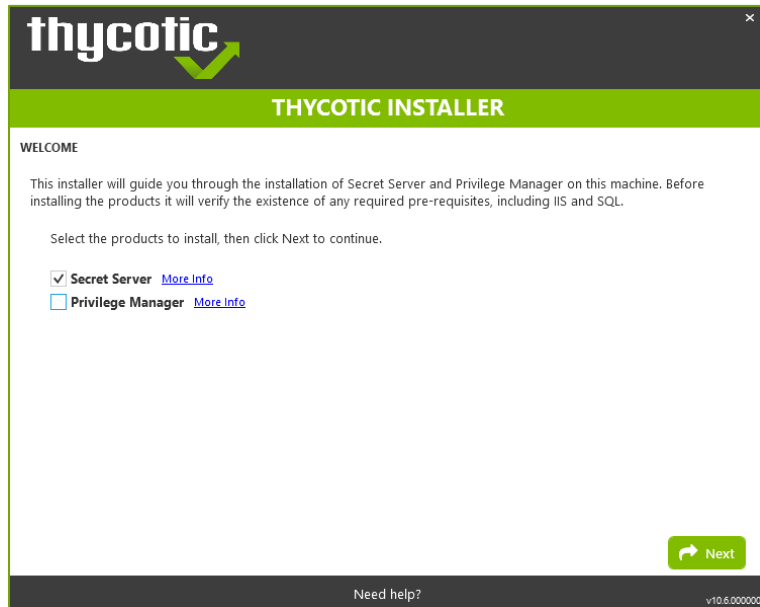 thycotic
×
THYCOTIC INSTALLER
WELCOME
This installer will guide you through the installation of Secret Server and Privilege Manager on this machine. Before
installing the products it will verify the existence of any required pre-requisites, including IIS and SQL.
Select the products to install, then click Next to continue.
Secret Server More Info
Privilege Manager More Info
Next
Need help?
v10.6.000000